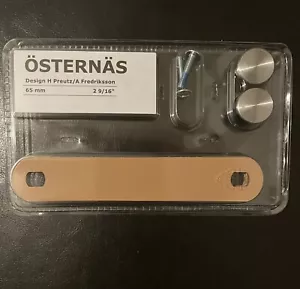 ÖSTERNÄS
Design H Preutz/A Fredriksson
65 mm 2 9/16"